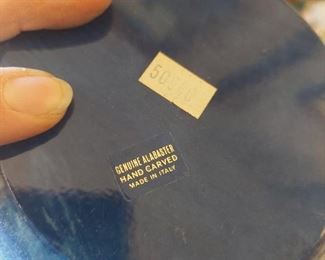 GENUINE ALABASTER
HAND CARVED
MADE IN ITALY